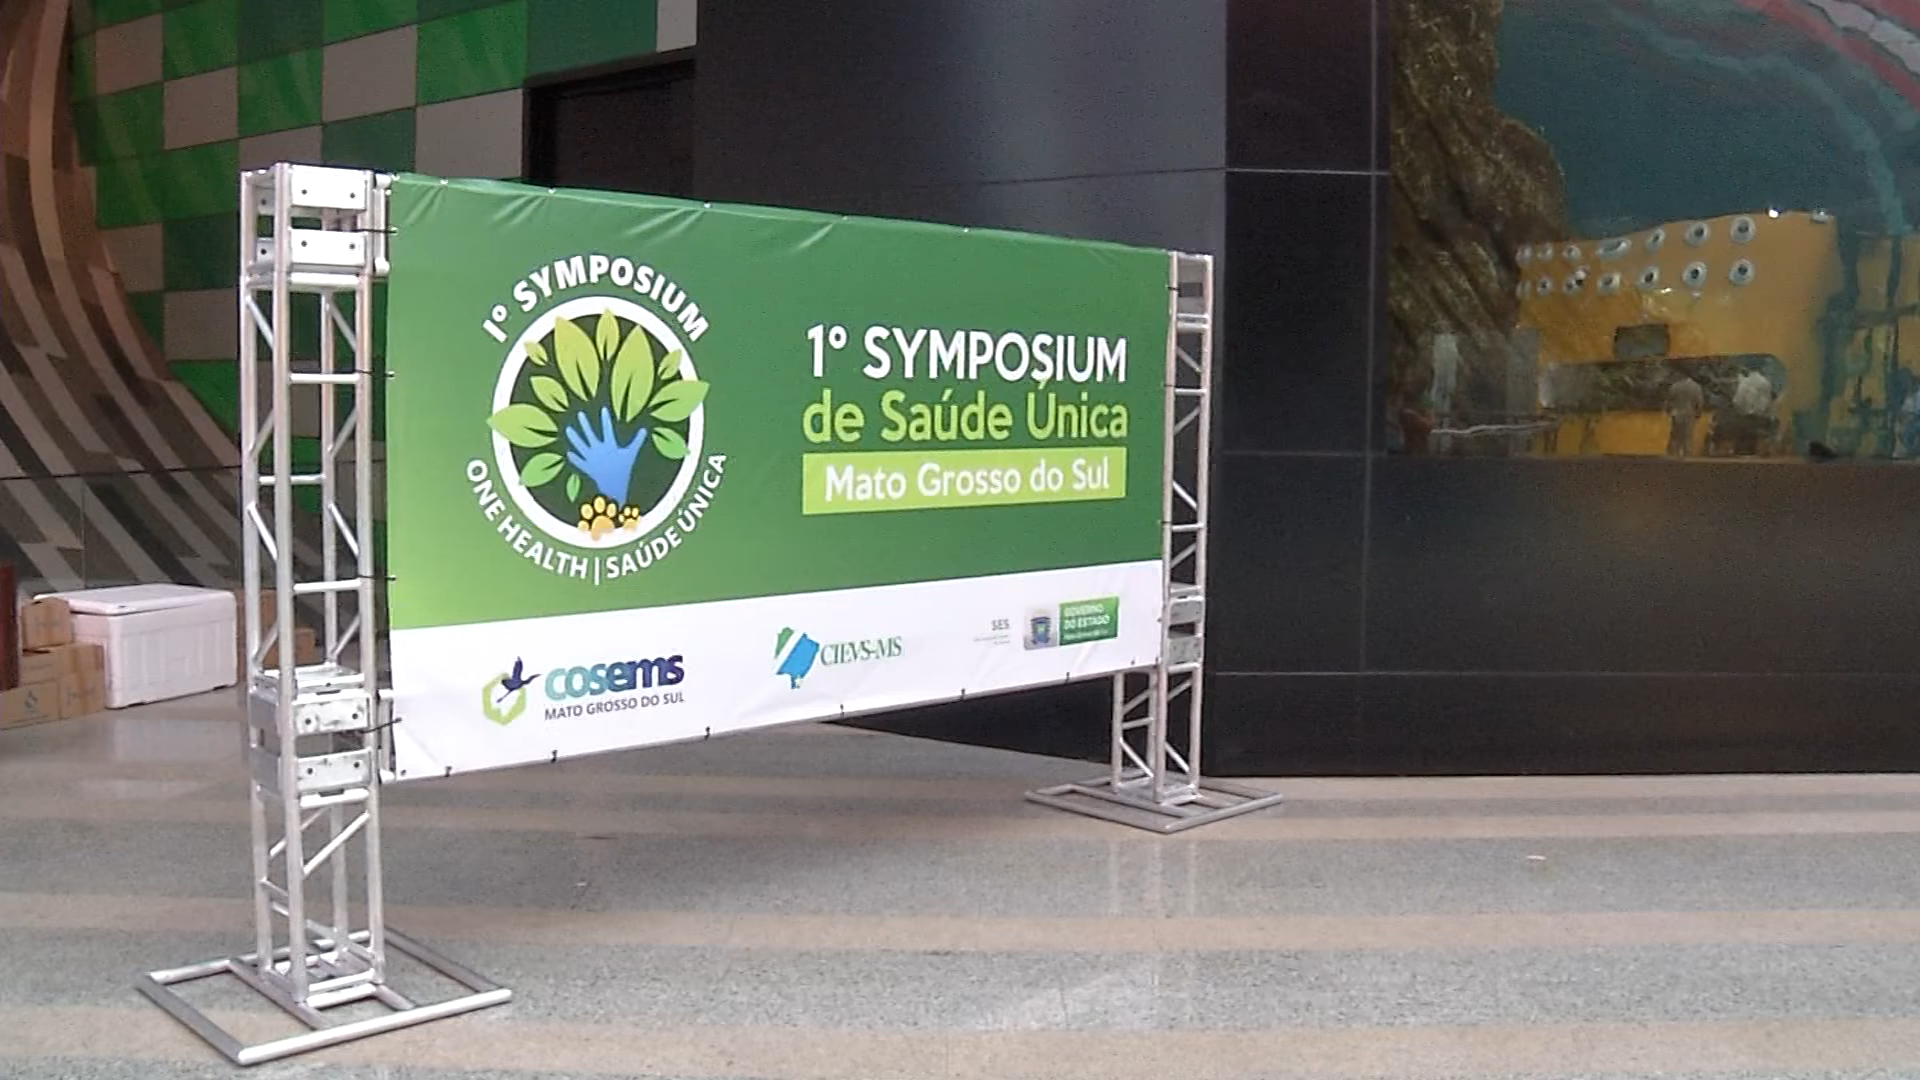 1º SYMPOSIUM
ONE HEALTH | SAÚDE ÚNICA
1º SYMPOSIUM
de Saúde Única
Mato Grosso do Sul
cosems
MATO GROSSO DO SUL
CIEVS-MS
SES
GOVERNO
DO ESTADO